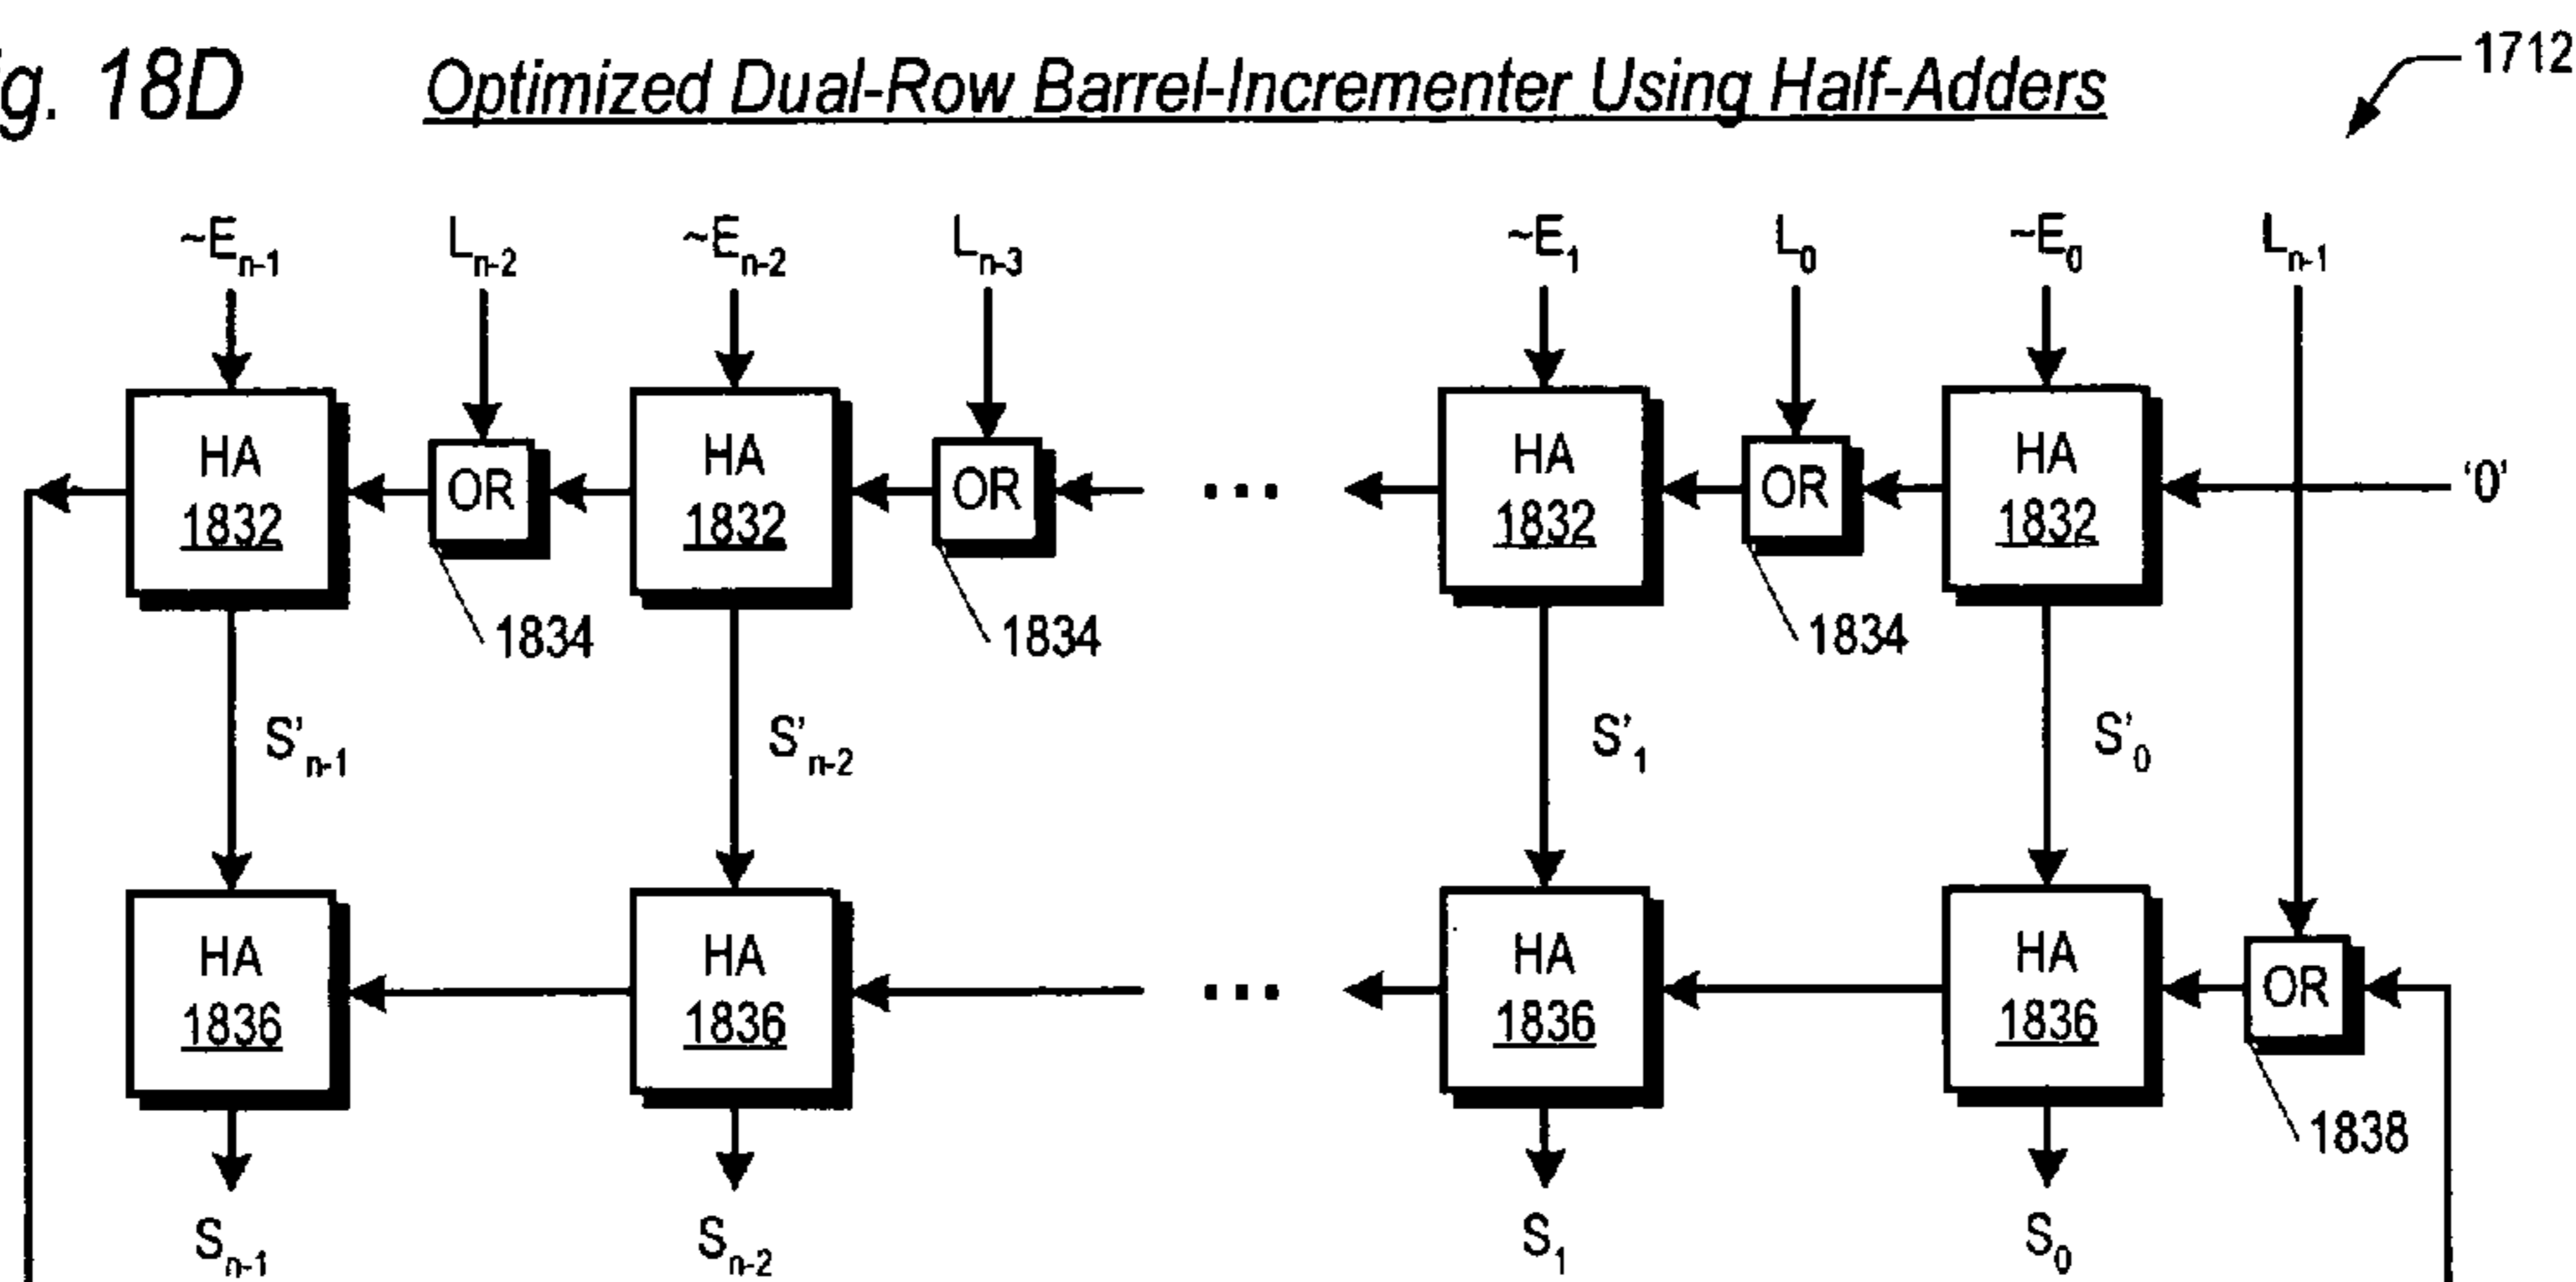 g. 18D
Optimized Dual-Row Barrel-Incrementer Using Half-Adders
1712
~Eₙ₋₁ Lₙ₋₂ ~Eₙ₋₂ Lₙ₋₃ ~E₁ L₀ ~E₀ Lₙ₋₁
HA OR HA OR ... HA OR HA '0'
1832 1832 1832 1832
1834 1834 1834
S'ₙ₋₁ S'ₙ₋₂ S'₁ S'₀
HA HA ... HA HA OR
1836 1836 1836 1836
1838
Sₙ₋₁ Sₙ₋₂ S₁ S₀